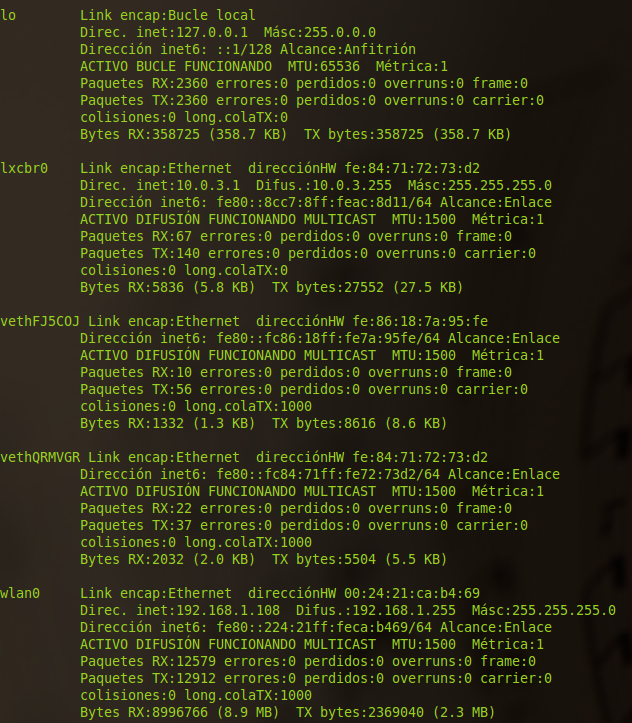 lo Link encap:Bucle local
Direc. inet:127.0.0.1 Másc:255.0.0.0
Dirección inet6: ::1/128 Alcance:Anfitrión
ACTIVO BUCLE FUNCIONANDO MTU:65536 Métrica:1
Paquetes RX:2360 errores:0 perdidos:0 overruns:0 frame:0
Paquetes TX:2360 errores:0 perdidos:0 overruns:0 carrier:0
colisiones:0 long.colaTX:0
Bytes RX:358725 (358.7 KB) TX bytes:358725 (358.7 KB)
lxcbr0 Link encap:Ethernet direcciónHW fe:84:71:72:73:d2
Direc. inet:10.0.3.1 Difus.:10.0.3.255 Másc:255.255.255.0
Dirección inet6: fe80::8cc7:8ff:feac:8d11/64 Alcance:Enlace
ACTIVO DIFUSIÓN FUNCIONANDO MULTICAST MTU:1500 Métrica:1
Paquetes RX:67 errores:0 perdidos:0 overruns:0 frame:0
Paquetes TX:140 errores:0 perdidos:0 overruns:0 carrier:0
colisiones:0 long.colaTX:0
Bytes RX:5836 (5.8 KB) TX bytes:27552 (27.5 KB)
vethFJ5COJ Link encap:Ethernet direcciónHW fe:86:18:7a:95:fe
Dirección inet6: fe80::fc86:18ff:fe7a:95fe/64 Alcance:Enlace
ACTIVO DIFUSIÓN FUNCIONANDO MULTICAST MTU:1500 Métrica:1
Paquetes RX:10 errores:0 perdidos:0 overruns:0 frame:0
Paquetes TX:56 errores:0 perdidos:0 overruns:0 carrier:0
colisiones:0 long.colaTX:1000
Bytes RX:1332 (1.3 KB) TX bytes:8616 (8.6 KB)
vethQRMVGR Link encap:Ethernet direcciónHW fe:84:71:72:73:d2
Dirección inet6: fe80::fc84:71ff:fe72:73d2/64 Alcance:Enlace
ACTIVO DIFUSIÓN FUNCIONANDO MULTICAST MTU:1500 Métrica:1
Paquetes RX:22 errores:0 perdidos:0 overruns:0 frame:0
Paquetes TX:37 errores:0 perdidos:0 overruns:0 carrier:0
colisiones:0 long.colaTX:1000
Bytes RX:2032 (2.0 KB) TX bytes:5504 (5.5 KB)
wlan0 Link encap:Ethernet direcciónHW 00:24:21:ca:b4:69
Direc. inet:192.168.1.108 Difus.:192.168.1.255 Másc:255.255.255.0
Dirección inet6: fe80::224:21ff:feca:b469/64 Alcance:Enlace
ACTIVO DIFUSIÓN FUNCIONANDO MULTICAST MTU:1500 Métrica:1
Paquetes RX:12579 errores:0 perdidos:0 overruns:0 frame:0
Paquetes TX:12912 errores:0 perdidos:0 overruns:0 carrier:0
colisiones:0 long.colaTX:1000
Bytes RX:8996766 (8.9 MB) TX bytes:2369040 (2.3 MB)